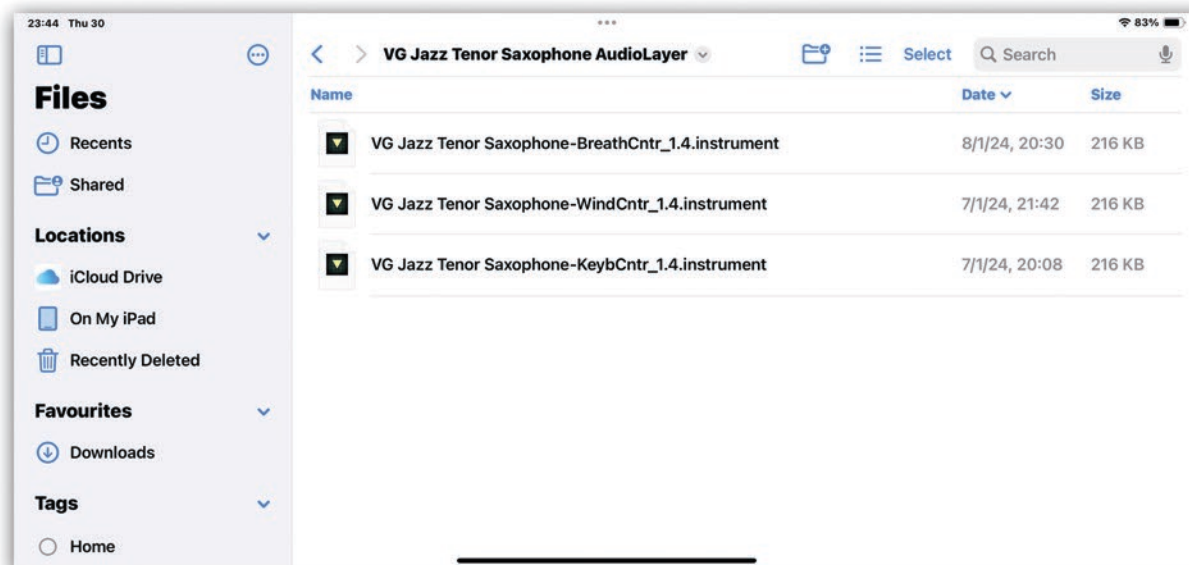 23:44 Thu 30
83%
Files
Recents
Shared
Locations
iCloud Drive
On My iPad
Recently Deleted
Favourites
Downloads
Tags
Home
VG Jazz Tenor Saxophone AudioLayer
Select
Search
Name Date Size
VG Jazz Tenor Saxophone-BreathCntr_1.4.instrument 8/1/24, 20:30 216 KB
VG Jazz Tenor Saxophone-WindCntr_1.4.instrument 7/1/24, 21:42 216 KB
VG Jazz Tenor Saxophone-KeybCntr_1.4.instrument 7/1/24, 20:08 216 KB